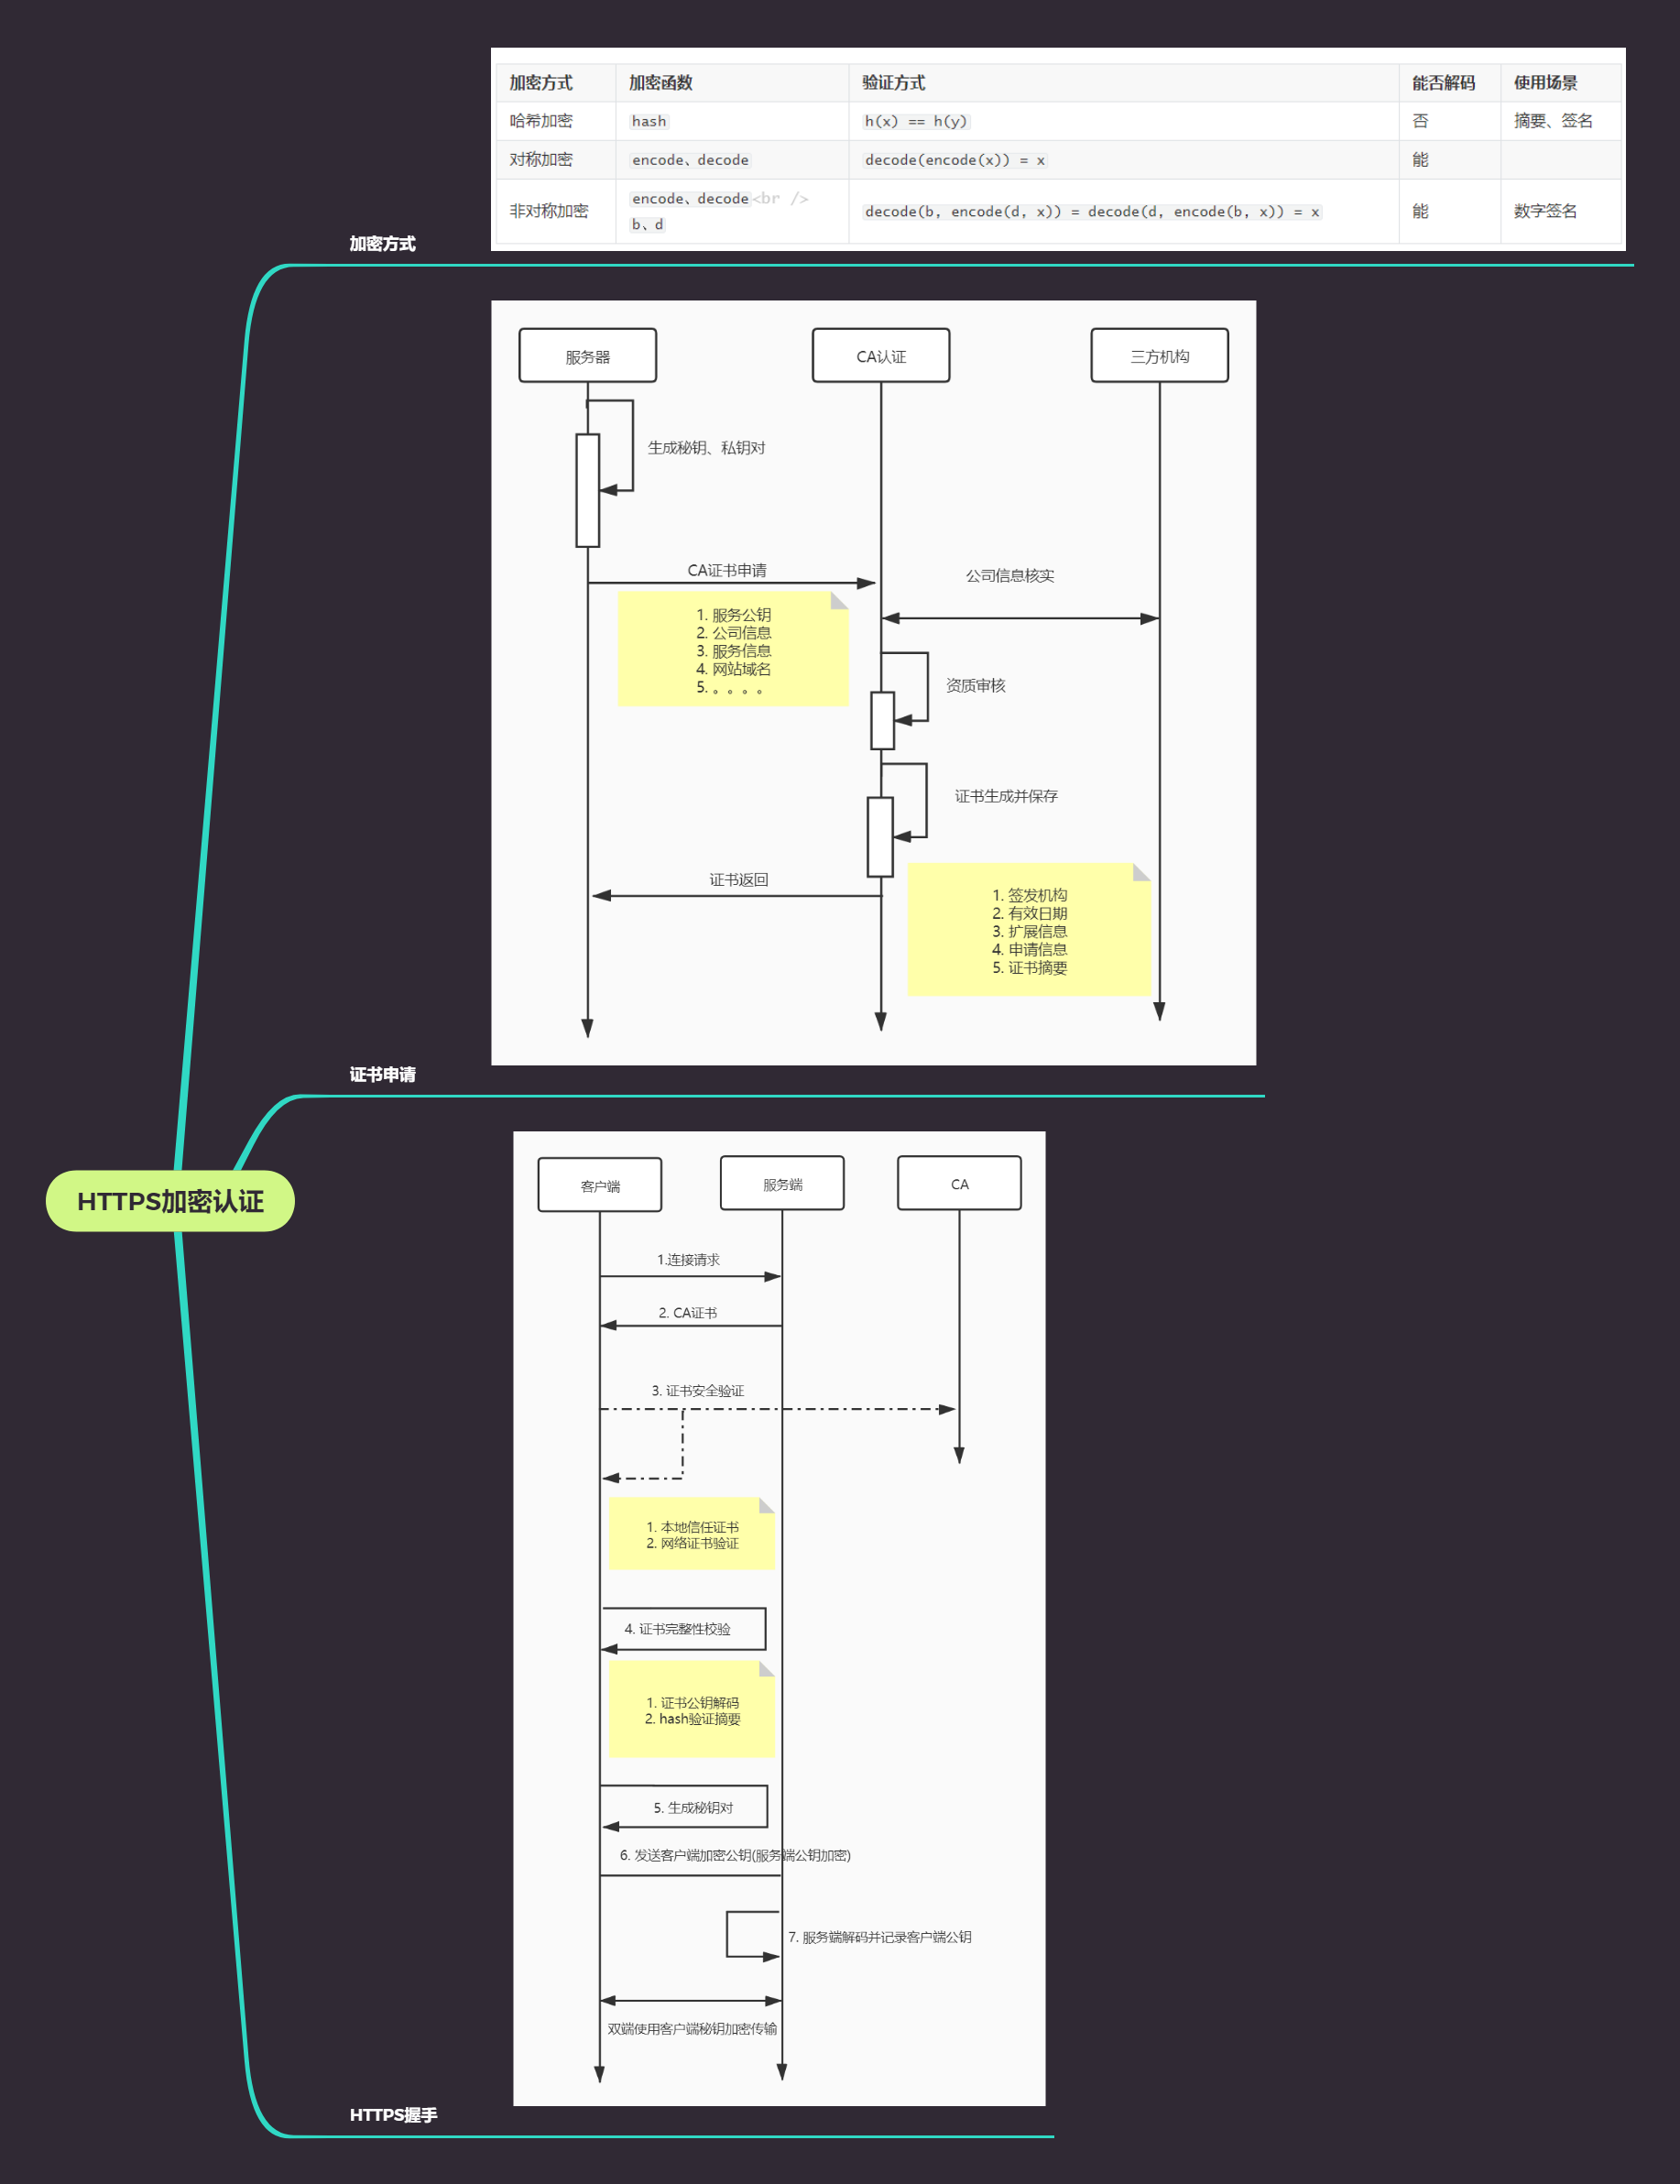 加密方式 加密函数 验证方式 能否解码 使用场景
哈希加密 hash h(x) == h(y) 否 摘要、签名
对称加密 encode、decode decode(encode(x)) = x 能
非对称加密 encode、decode<br /> b、d decode(b, encode(d, x)) = decode(d, encode(b, x)) = x 能 数字签名
加密方式
服务器 CA认证 三方机构
生成秘钥、私钥对
CA证书申请
公司信息核实
1. 服务公钥
2. 公司信息
3. 服务信息
4. 网站域名
5. 。。。。
资质审核
证书生成并保存
证书返回
1. 签发机构
2. 有效日期
3. 扩展信息
4. 申请信息
5. 证书摘要
证书申请
HTTPS加密认证
客户端 服务端 CA
1.连接请求
2. CA证书
3. 证书安全验证
1. 本地信任证书
2. 网络证书验证
4. 证书完整性校验
1. 证书公钥解码
2. hash验证摘要
5. 生成秘钥对
6. 发送客户端加密公钥(服务端公钥加密)
7. 服务端解码并记录客户端公钥
双端使用客户端秘钥加密传输
HTTPS握手